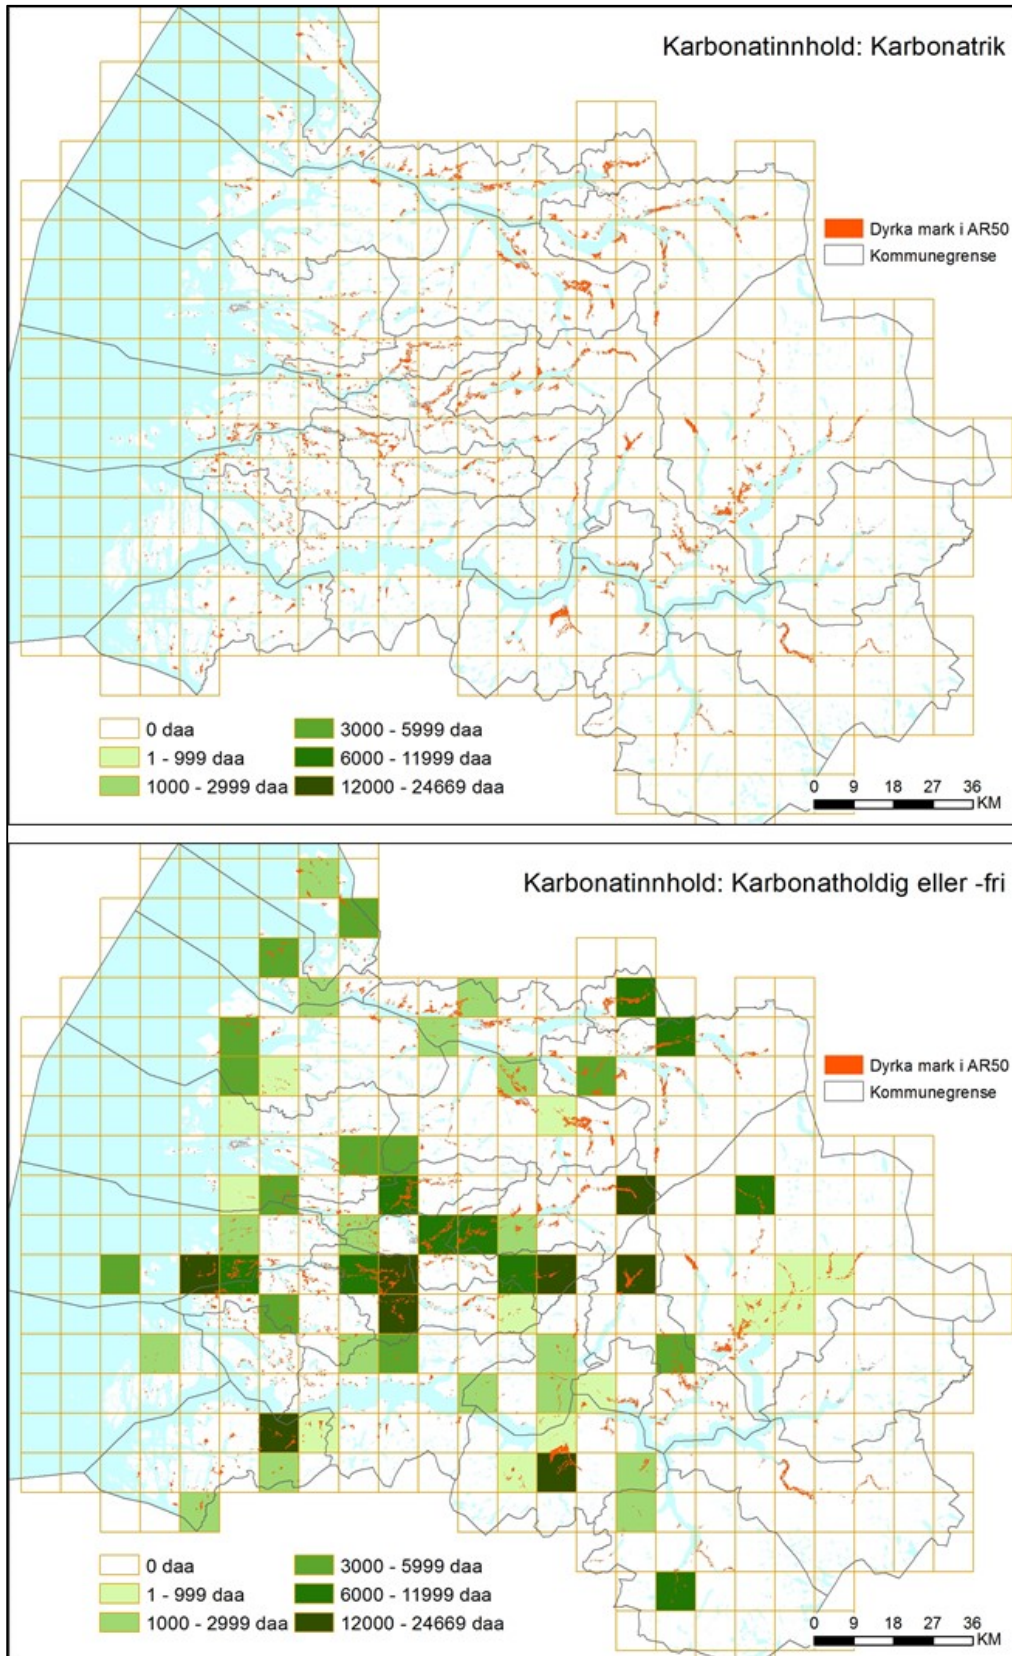 Karbonatinnhold: Karbonatrik
Dyrka mark i AR50
Kommunegrense
0 daa
1 - 999 daa
1000 - 2999 daa
3000 - 5999 daa
6000 - 11999 daa
12000 - 24669 daa
0 9 18 27 36
KM
Karbonatinnhold: Karbonatholdig eller -fri
Dyrka mark i AR50
Kommunegrense
0 daa
1 - 999 daa
1000 - 2999 daa
3000 - 5999 daa
6000 - 11999 daa
12000 - 24669 daa
0 9 18 27 36
KM